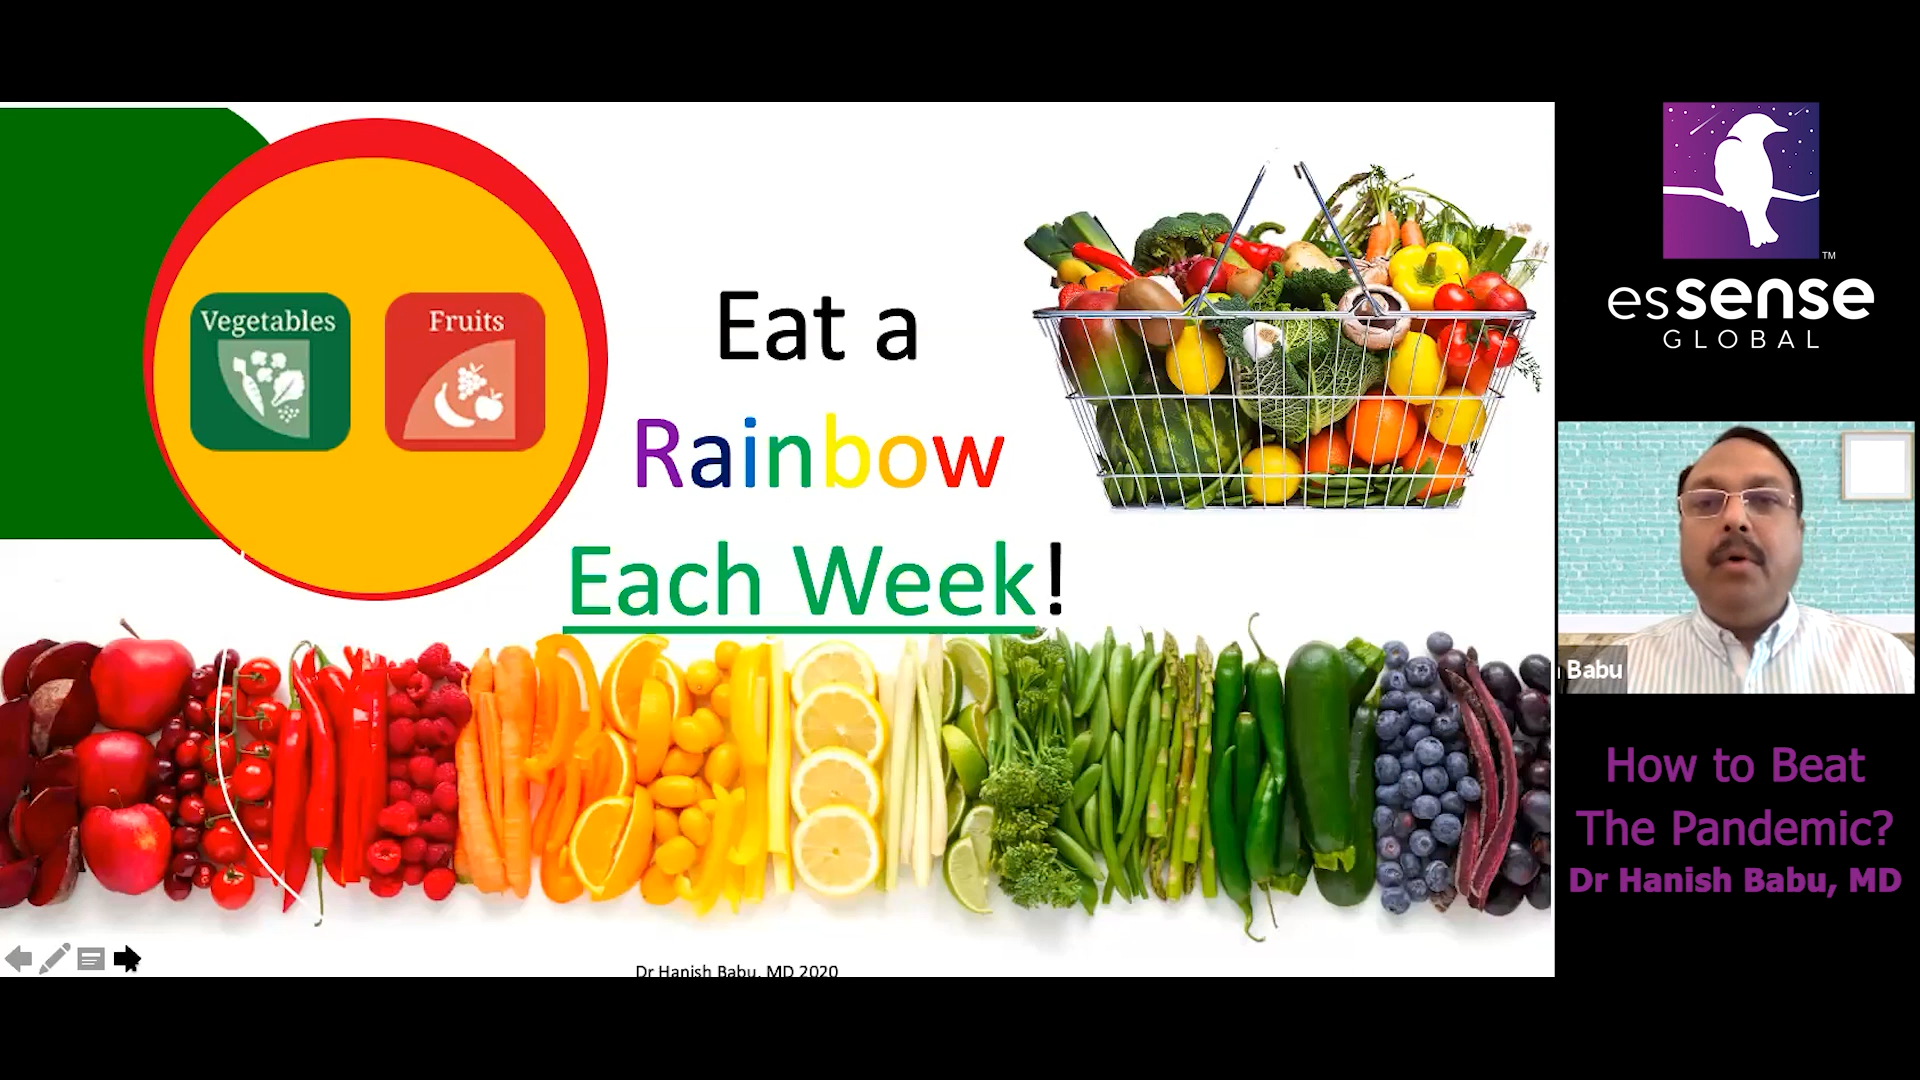 Vegetables
Fruits
Eat a
Rainbow
Each Week!
Dr Hanish Babu, MD 2020
TM
esSense
GLOBAL
Babu
How to Beat
The Pandemic?
Dr Hanish Babu, MD